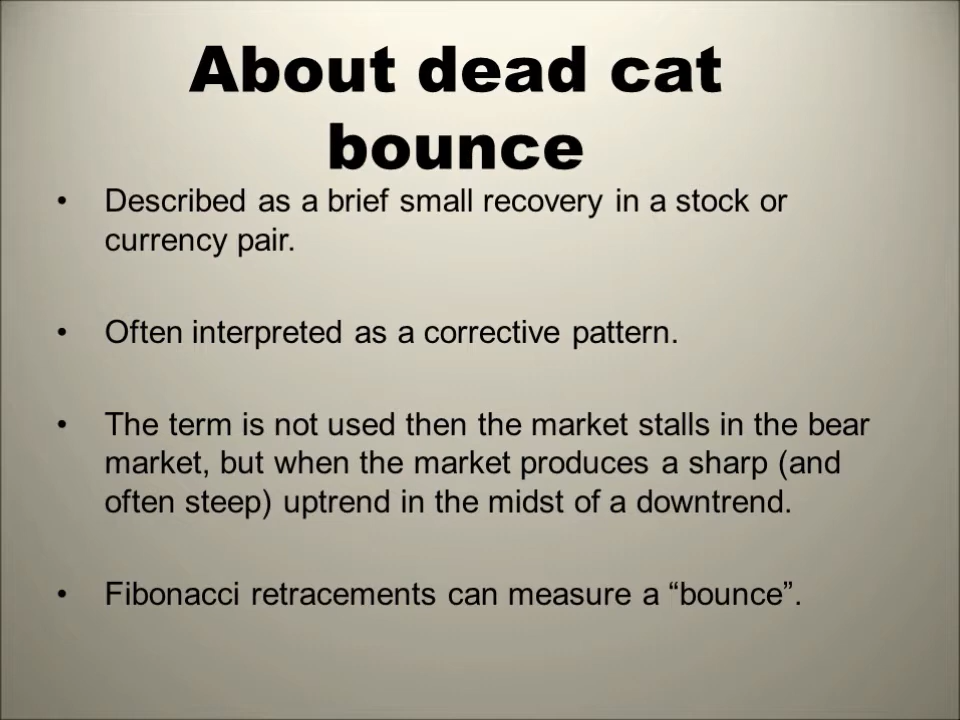 About dead cat
bounce
• Described as a brief small recovery in a stock or
currency pair.
• Often interpreted as a corrective pattern.
• The term is not used then the market stalls in the bear
market, but when the market produces a sharp (and
often steep) uptrend in the midst of a downtrend.
• Fibonacci retracements can measure a “bounce”.